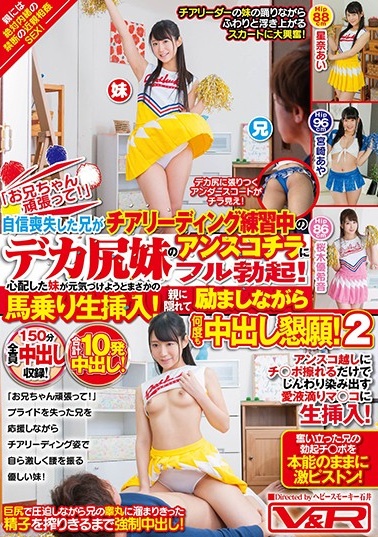 親には
絶対内緒の
禁断の近親相姦
SEX!
チアリーダーの妹の踊りながら
ふわりと浮き上がる
スカートに大興奮!
Hip
88
cm
星奈あい
妹
兄
Hip
96
cm
宮崎あや
デカ尻に張りつく
アンダースコートが
チラ見え!
Hip
86
cm
桜木優希音
「お兄ちゃん
頑張って!」
自信喪失した兄がチアリーディング練習中の
デカ尻妹のアンスコチラに
フル勃起!
心配した妹が元気づけようとまさかの
馬乗り生挿入!
親に
隠れて
励ましながら
何度も
中出し懇願!2
150分
全員中出し
収録!
合計10発
中出し!
アンスコ越しに
チ◯ポ擦れるだけで
じんわり染み出す
愛液滴りマ◯コに
生挿入!
「お兄ちゃん頑張って!」
プライドを失った兄を
応援しながら
チアリーディング姿で
自ら激しく腰を振る
優しい妹!
奮い立った兄の
勃起チ◯ポを
本能のままに
激ピストン!
巨尻で圧迫しながら兄の睾丸に溜まりきった
精子を搾りきるまで強制中出し!
■Directed by ヘビースモーキー石井
V&R